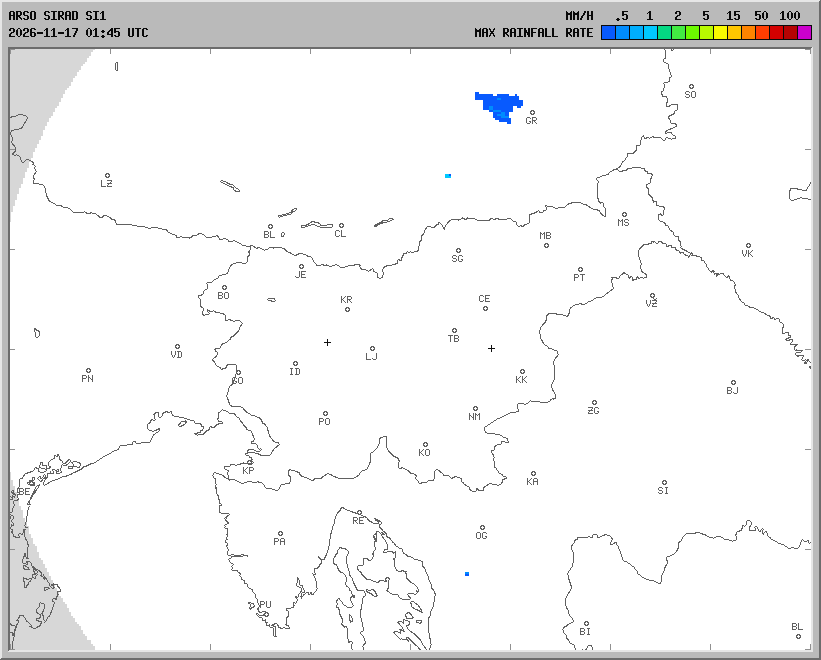 ARSO SIRAD SI1
2026-11-17 01:45 UTC
MM/H .5 1 2 5 15 50 100
MAX RAINFALL RATE
SO
GR
LZ
MS
BL
CL
MB
VK
SG
JE
PT
BO
KR
CE
VZ
TB
VD
LJ
ID
PN
GO
KK
BJ
ZG
NM
PO
KO
KP
KA
BE
SI
RE
OG
PA
PU
BI
BL